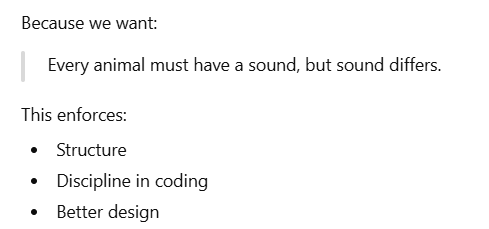 Because we want:
Every animal must have a sound, but sound differs.
This enforces:
• Structure
• Discipline in coding
• Better design